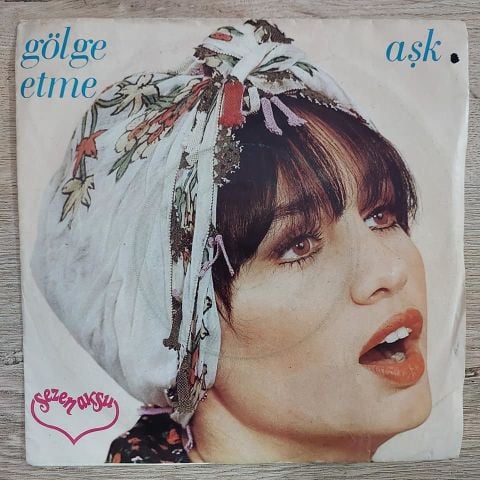 gölge
etme
aşk
sezen aksu